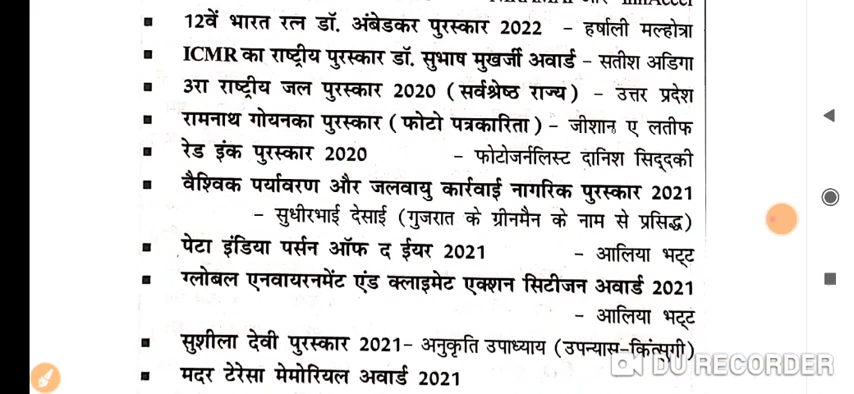 12वें भारत रत्न डॉ. अंबेडकर पुरस्कार 2022 - हर्षाली मल्होत्रा
ICMR का राष्ट्रीय पुरस्कार डॉ. सुभाष मुखर्जी अवार्ड - सतीश अडिगा
3रा राष्ट्रीय जल पुरस्कार 2020 (सर्वश्रेष्ठ राज्य) - उत्तर प्रदेश
रामनाथ गोयनका पुरस्कार (फोटो पत्रकारिता) - जीशान ए लतीफ
रेड इंक पुरस्कार 2020 - फोटोजर्नलिस्ट दानिश सिद्दकी
वैश्विक पर्यावरण और जलवायु कार्रवाई नागरिक पुरस्कार 2021
- सुधीरभाई देसाई (गुजरात के ग्रीनमैन के नाम से प्रसिद्ध)
पेटा इंडिया पर्सन ऑफ द ईयर 2021 - आलिया भट्ट
ग्लोबल एनवायरनमेंट एंड क्लाइमेट एक्शन सिटीजन अवार्ड 2021
- आलिया भट्ट
सुशीला देवी पुरस्कार 2021- अनुकृति उपाध्याय (उपन्यास-किंत्सुगी)
DU RECORDER
मदर टेरेसा मेमोरियल अवार्ड 2021